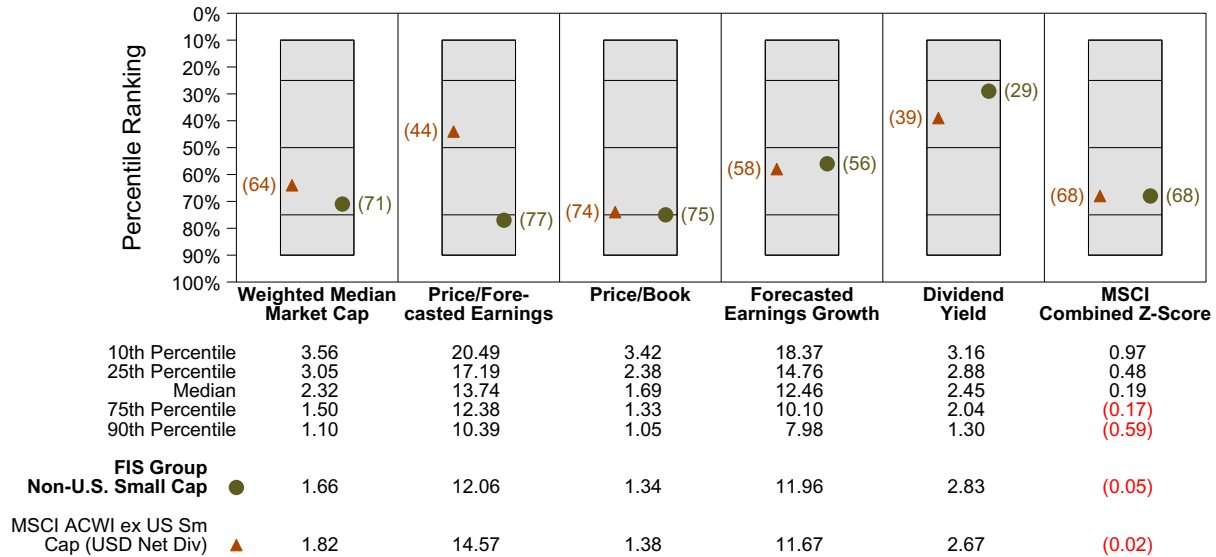 Percentile Ranking
0%
10%
20%
30%
40%
50%
60%
70%
80%
90%
100%
(64)
(71)
(44)
(77)
(74)
(75)
(58)
(56)
(39)
(29)
(68)
(68)
Weighted Median
Market Cap
Price/Fore-
casted Earnings
Price/Book
Forecasted
Earnings Growth
Dividend
Yield
MSCI
Combined Z-Score
10th Percentile 3.56 20.49 3.42 18.37 3.16 0.97
25th Percentile 3.05 17.19 2.38 14.76 2.88 0.48
Median 2.32 13.74 1.69 12.46 2.45 0.19
75th Percentile 1.50 12.38 1.33 10.10 2.04 (0.17)
90th Percentile 1.10 10.39 1.05 7.98 1.30 (0.59)
FIS Group
Non-U.S. Small Cap 1.66 12.06 1.34 11.96 2.83 (0.05)
MSCI ACWI ex US Sm
Cap (USD Net Div) 1.82 14.57 1.38 11.67 2.67 (0.02)